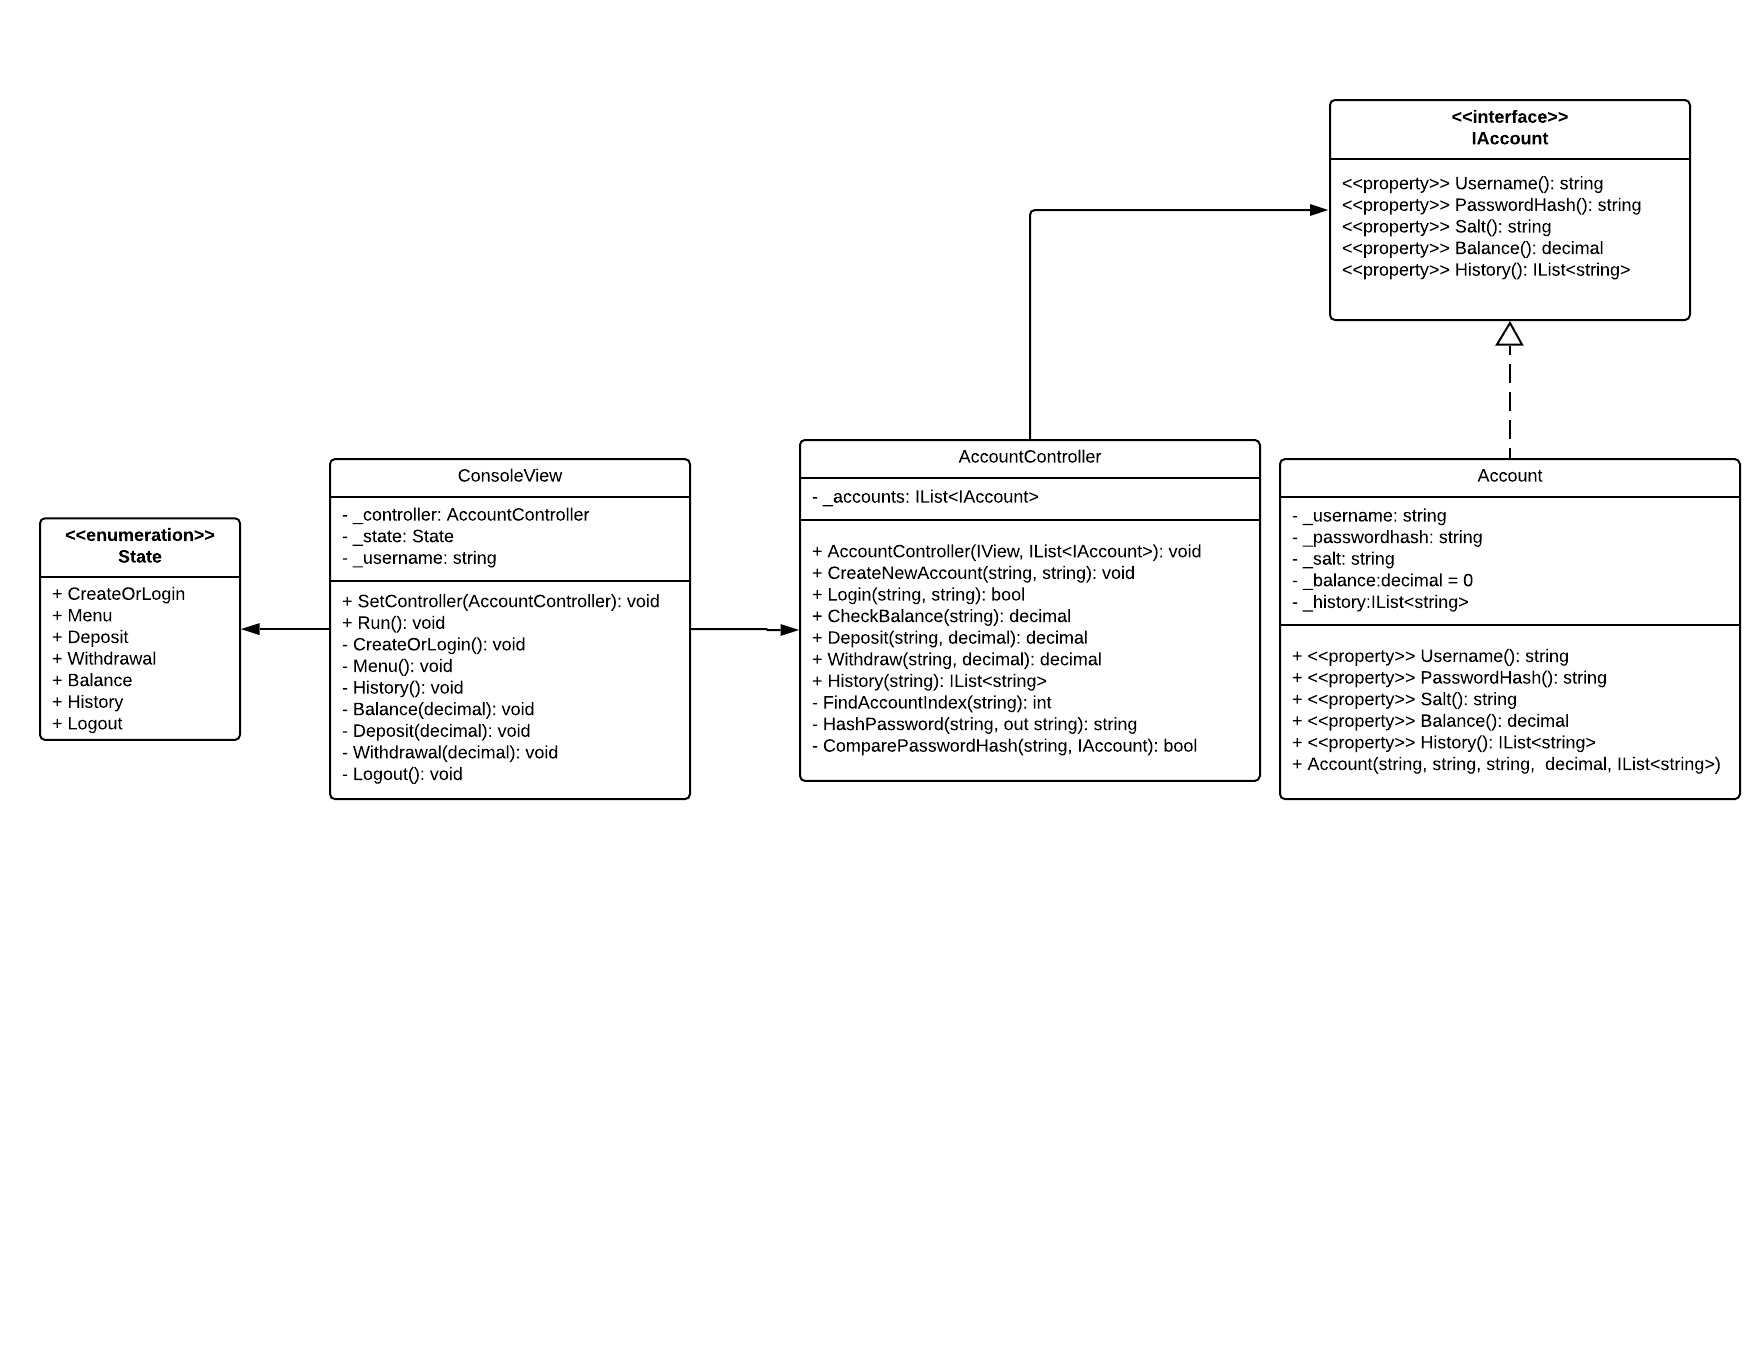 <<interface>>
IAccount
<<property>> Username(): string
<<property>> PasswordHash(): string
<<property>> Salt(): string
<<property>> Balance(): decimal
<<property>> History(): IList<string>
<<enumeration>>
State
+ CreateOrLogin
+ Menu
+ Deposit
+ Withdrawal
+ Balance
+ History
+ Logout
ConsoleView
- _controller: AccountController
- _state: State
- _username: string
+ SetController(AccountController): void
+ Run(): void
- CreateOrLogin(): void
- Menu(): void
- History(): void
- Balance(decimal): void
- Deposit(decimal): void
- Withdrawal(decimal): void
- Logout(): void
AccountController
- _accounts: IList<IAccount>
+ AccountController(IView, IList<IAccount>): void
+ CreateNewAccount(string, string): void
+ Login(string, string): bool
+ CheckBalance(string): decimal
+ Deposit(string, decimal): decimal
+ Withdraw(string, decimal): decimal
+ History(string): IList<string>
- FindAccountIndex(string): int
- HashPassword(string, out string): string
- ComparePasswordHash(string, IAccount): bool
Account
- _username: string
- _passwordhash: string
- _salt: string
- _balance:decimal = 0
- _history:IList<string>
+ <<property>> Username(): string
+ <<property>> PasswordHash(): string
+ <<property>> Salt(): string
+ <<property>> Balance(): decimal
+ <<property>> History(): IList<string>
+ Account(string, string, string,  decimal, IList<string>)